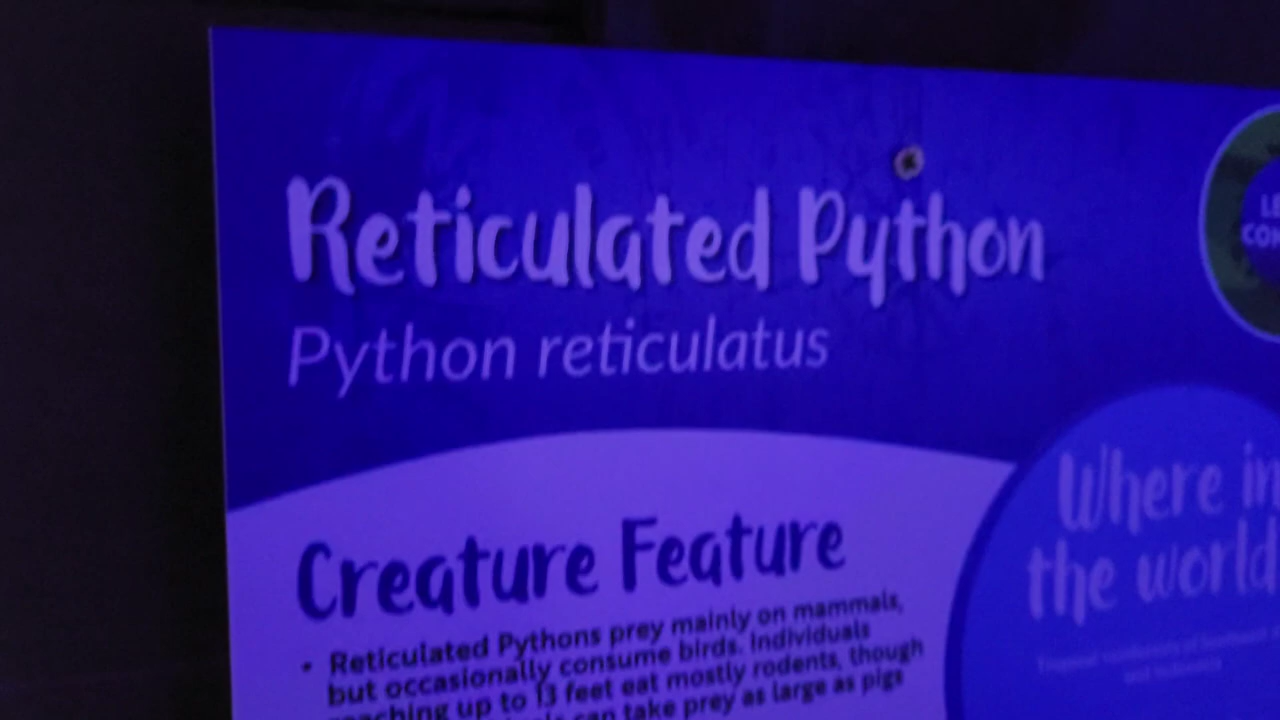 Reticulated Python
Python reticulatus
Creature Feature
• Reticulated Pythons prey mainly on mammals,
but occasionally consume birds. Individuals
reaching up to 13 feet eat mostly rodents, though
can take prey as large as pigs
Where in
the world